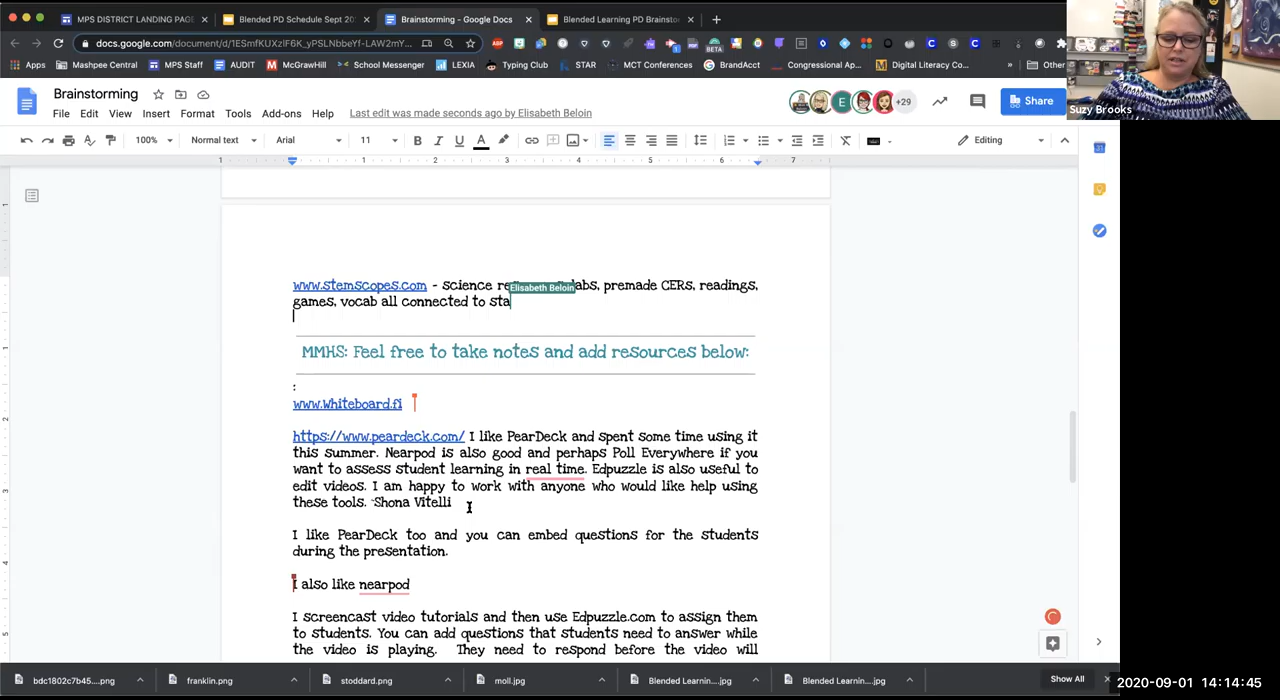 MPS DISTRICT LANDING PAG
Blended PD Schedule Sept 20
Brainstorming - Google Docs
Blended Learning PD Brainsto
docs.google.com/document/d/1ESmfKUXzIF6K_yPSLNbbeYf-LAW2mY...
Apps
Mashpee Central
MPS Staff
AUDIT
McGrawHill
School Messenger
LEXIA
Typing Club
STAR
MCT Conferences
BrandAcct
Congressional Ap...
Digital Literacy Co...
Other
Suzy Brooks
Brainstorming
File Edit View Insert Format Tools Add-ons Help
Last edit was made seconds ago by Elisabeth Beloin
E
+29
Share
100%
Normal text
Arial
11
Editing
www.stemscopes.com - science labs, premade CERs, readings,
Elisabeth Beloin
games, vocab all connected to sta
MMHS: Feel free to take notes and add resources below:
:
www.Whiteboard.fi
https://www.peardeck.com/ I like PearDeck and spent some time using it
this summer. Nearpod is also good and perhaps Poll Everywhere if you
want to assess student learning in real time. Edpuzzle is also useful to
edit videos. I am happy to work with anyone who would like help using
these tools. ~Shona Vitelli
I like PearDeck too and you can embed questions for the students
during the presentation.
I also like nearpod
I screencast video tutorials and then use Edpuzzle.com to assign them
to students. You can add questions that students need to answer while
the video is playing. They need to respond before the video will
bdc1802c7b45....png
franklin.png
stoddard.png
moll.jpg
Blended Learnin....jpg
Blended Learnin....jpg
Show All
2020-09-01 14:14:45